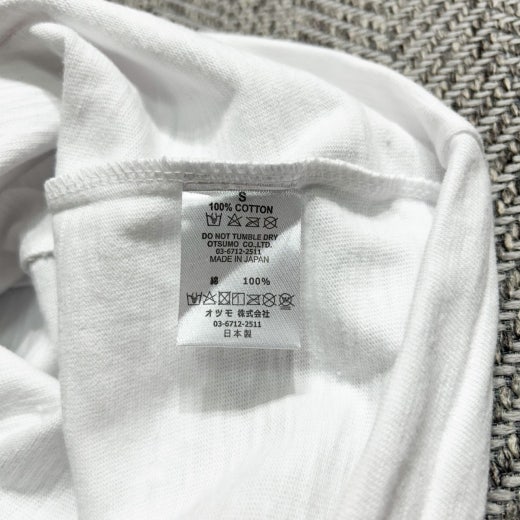 S
100% COTTON
DO NOT TUMBLE DRY
OTSUMO CO.,LTD.
03-6712-2511
MADE IN JAPAN
綿 100%
オツモ 株式会社
03-6712-2511
日本製